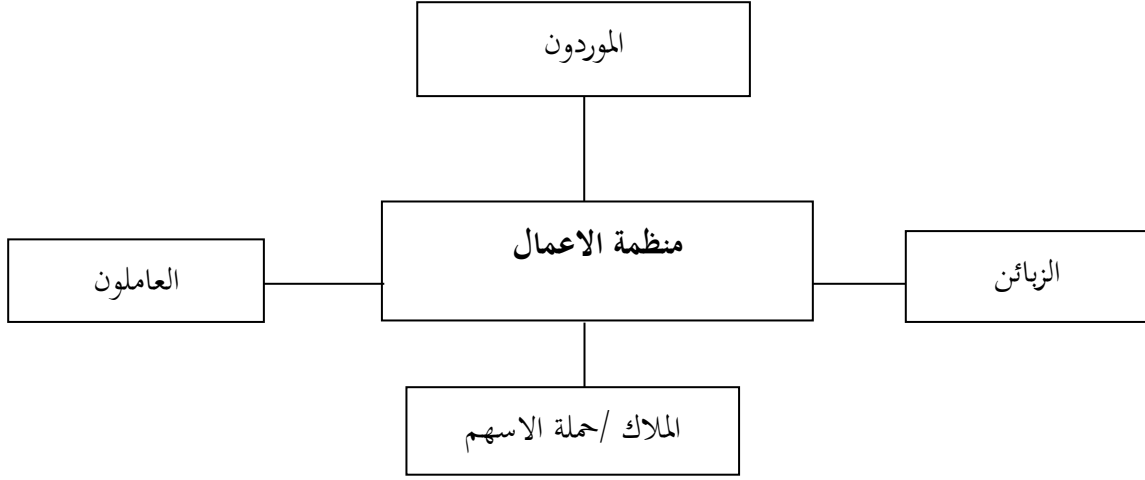 الموردون
منظمة الاعمال
الزبائن
العاملون
الملاك /حملة الاسهم